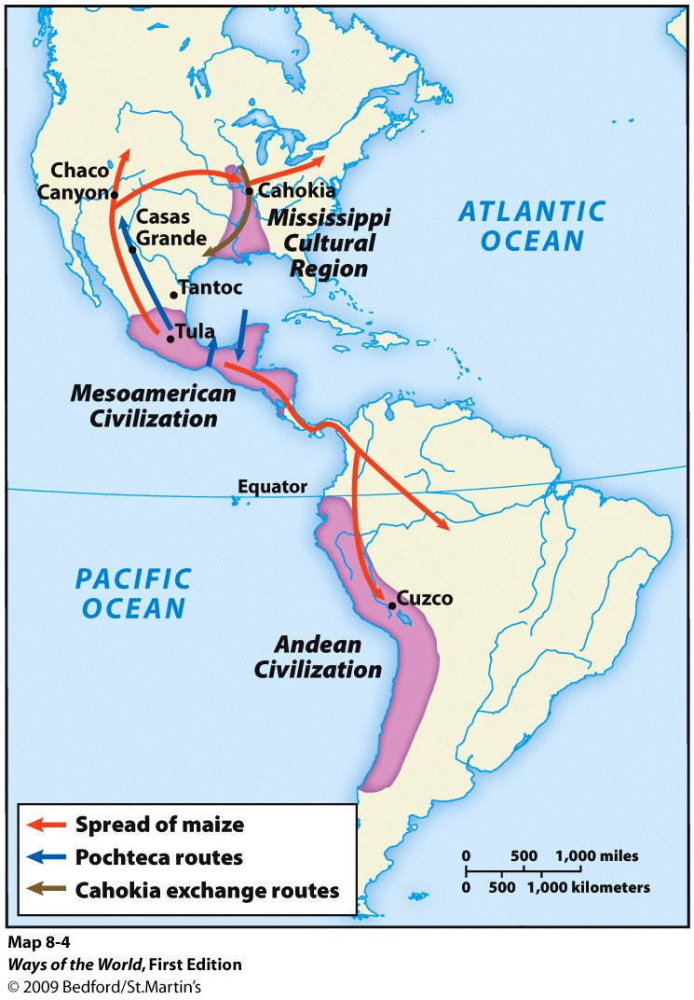 Chaco
Canyon
Casas
Grande
Cahokia
Mississippi
Cultural
Region
ATLANTIC
OCEAN
Tantoc
Tula
Mesoamerican
Civilization
Equator
PACIFIC
OCEAN
Cuzco
Andean
Civilization
Spread of maize
Pochteca routes
Cahokia exchange routes
0 500 1,000 miles
0 500 1,000 kilometers
Map 8-4
Ways of the World, First Edition
© 2009 Bedford/St.Martin's